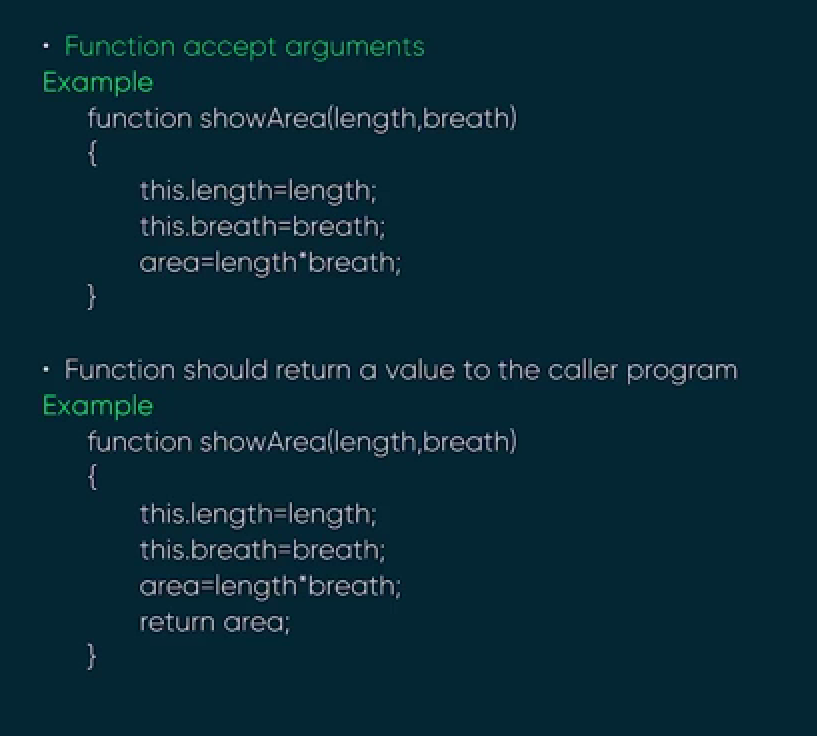 • Function accept arguments
Example
function showArea(length,breath)
{
this.length=length;
this.breath=breath;
area=length*breath;
}
• Function should return a value to the caller program
Example
function showArea(length,breath)
{
this.length=length;
this.breath=breath;
area=length*breath;
return area;
}